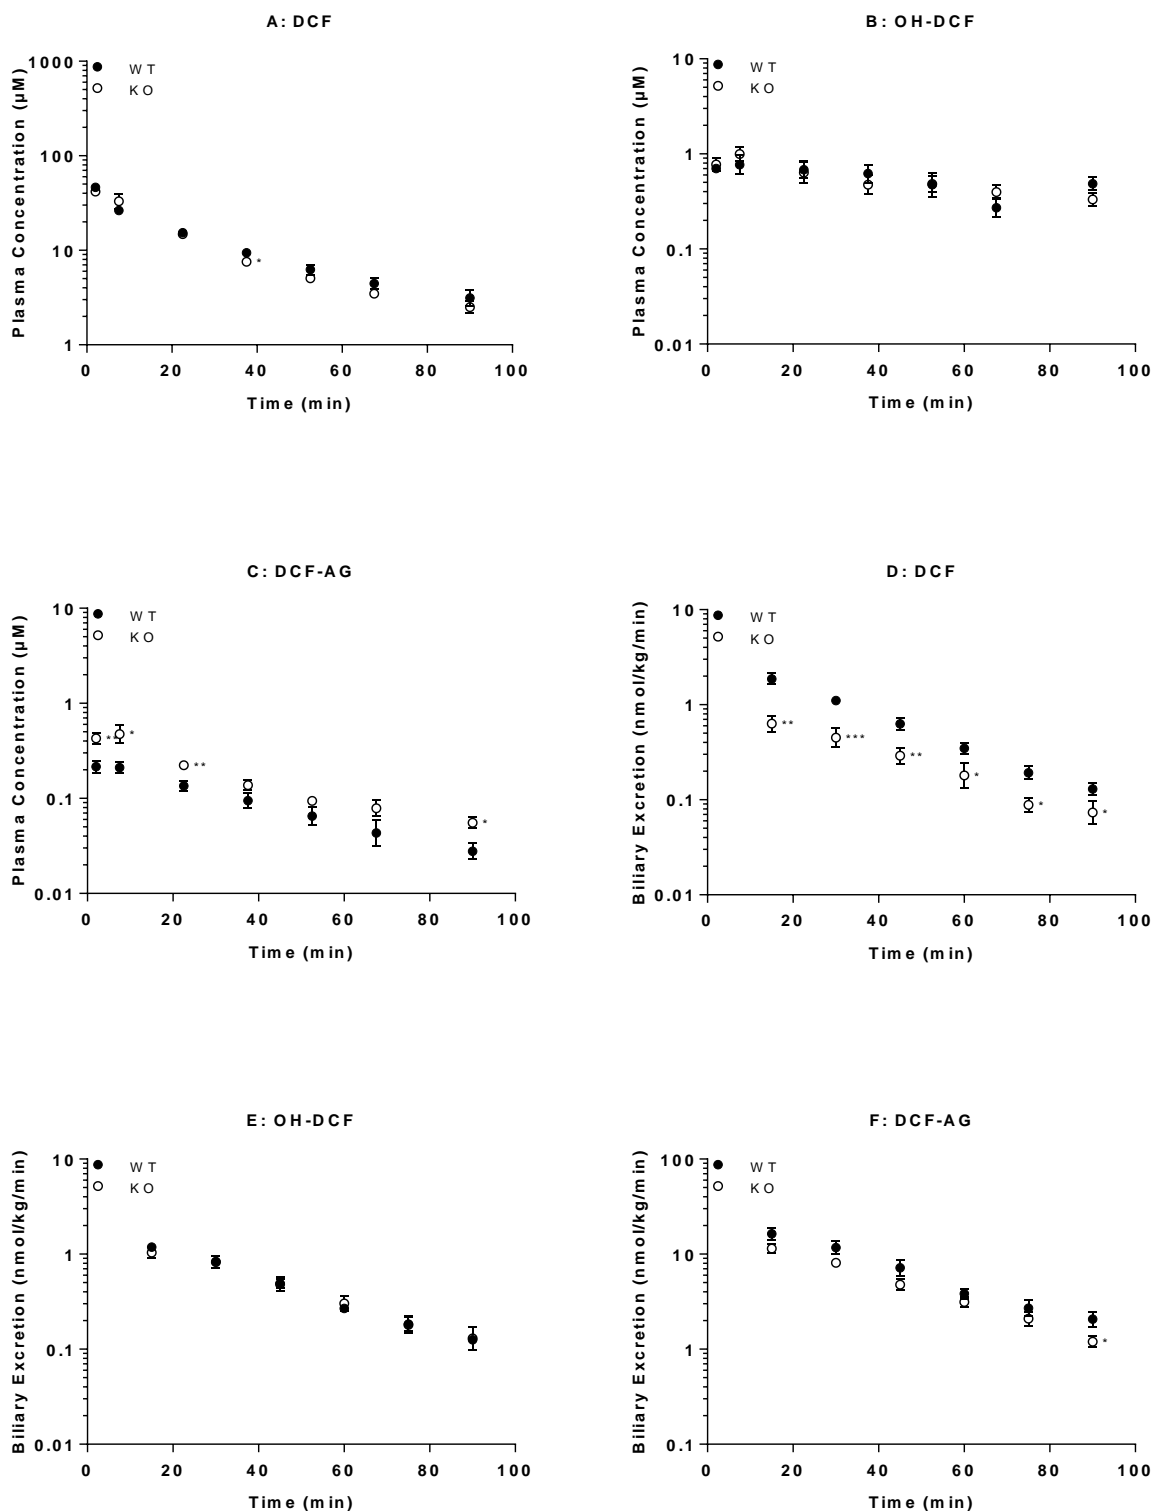 A: DCF
Plasma Concentration (µM)
WT
KO
1000
100
10
1
*
0 20 40 60 80 100
Time (min)
B: OH-DCF
Plasma Concentration (µM)
WT
KO
10
1
0.1
0.01
0 20 40 60 80 100
Time (min)
C: DCF-AG
Plasma Concentration (µM)
WT
KO
10
1
0.1
0.01
** * ** *
0 20 40 60 80 100
Time (min)
D: DCF
Biliary Excretion (nmol/kg/min)
WT
KO
10
1
0.1
0.01
** *** ** * * *
0 20 40 60 80 100
Time (min)
E: OH-DCF
Biliary Excretion (nmol/kg/min)
WT
KO
10
1
0.1
0.01
0 20 40 60 80 100
Time (min)
F: DCF-AG
Biliary Excretion (nmol/kg/min)
WT
KO
100
10
1
0.1
*
0 20 40 60 80 100
Time (min)